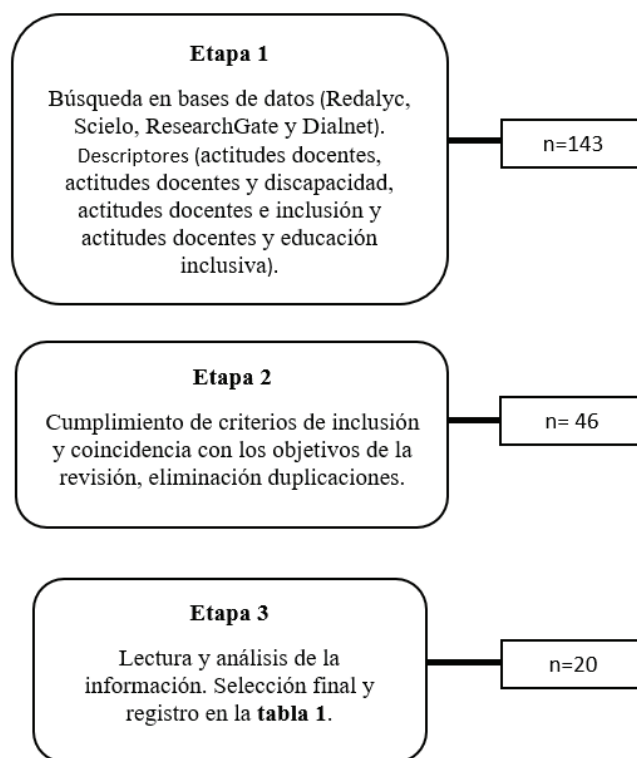 Etapa 1
Búsqueda en bases de datos (Redalyc,
Scielo, ResearchGate y Dialnet).
Descriptores (actitudes docentes,
actitudes docentes y discapacidad,
actitudes docentes e inclusión y
actitudes docentes y educación
inclusiva).
n=143
Etapa 2
Cumplimiento de criterios de inclusión
y coincidencia con los objetivos de la
revisión, eliminación duplicaciones.
n= 46
Etapa 3
Lectura y análisis de la
información. Selección final y
registro en la tabla 1.
n=20